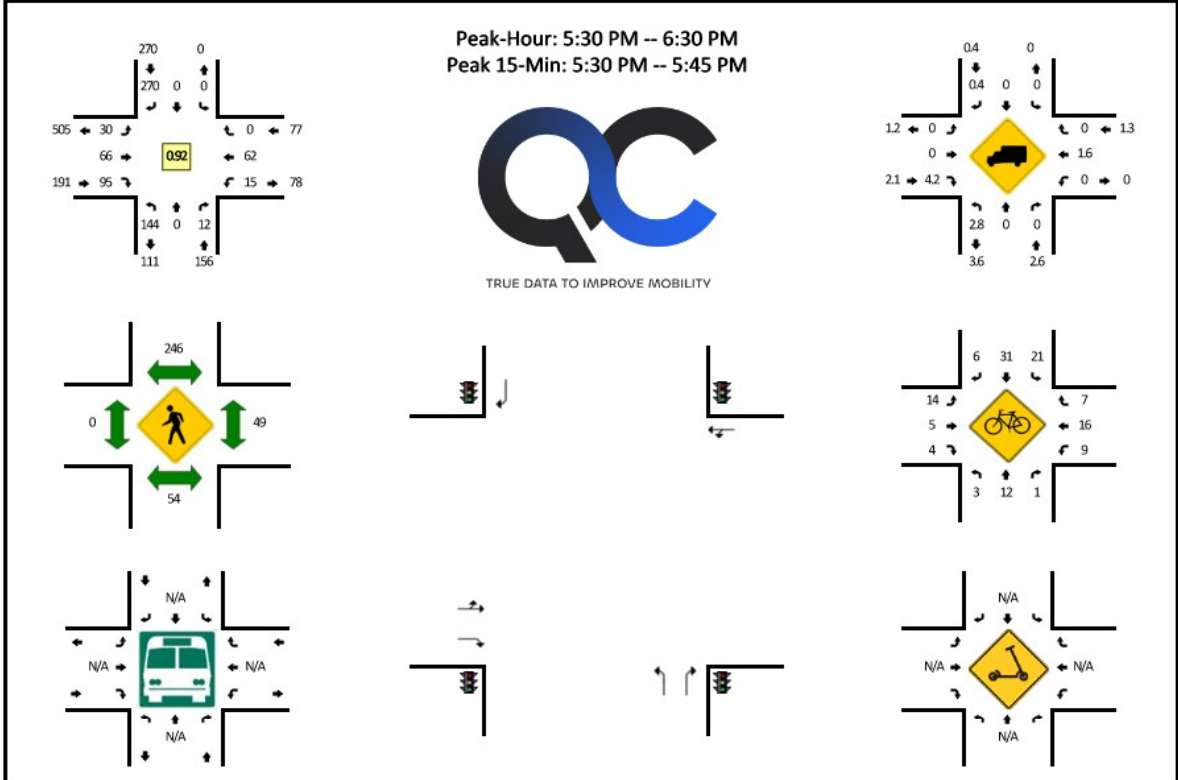 Peak-Hour: 5:30 PM -- 6:30 PM
Peak 15-Min: 5:30 PM -- 5:45 PM
270 0
270 0 0
505 30 0 77
66 0.92 62
191 95 15 78
144 0 12
111 156
QC
TRUE DATA TO IMPROVE MOBILITY
0.4 0
0.4 0 0
1.2 0 0 1.3
0 1.6
2.1 4.2 0 0
2.8 0 0
3.6 2.6
246
0 49
54
6 31 21
14 7
5 16
4 9
3 12 1
N/A
N/A N/A
N/A
N/A
N/A N/A
N/A